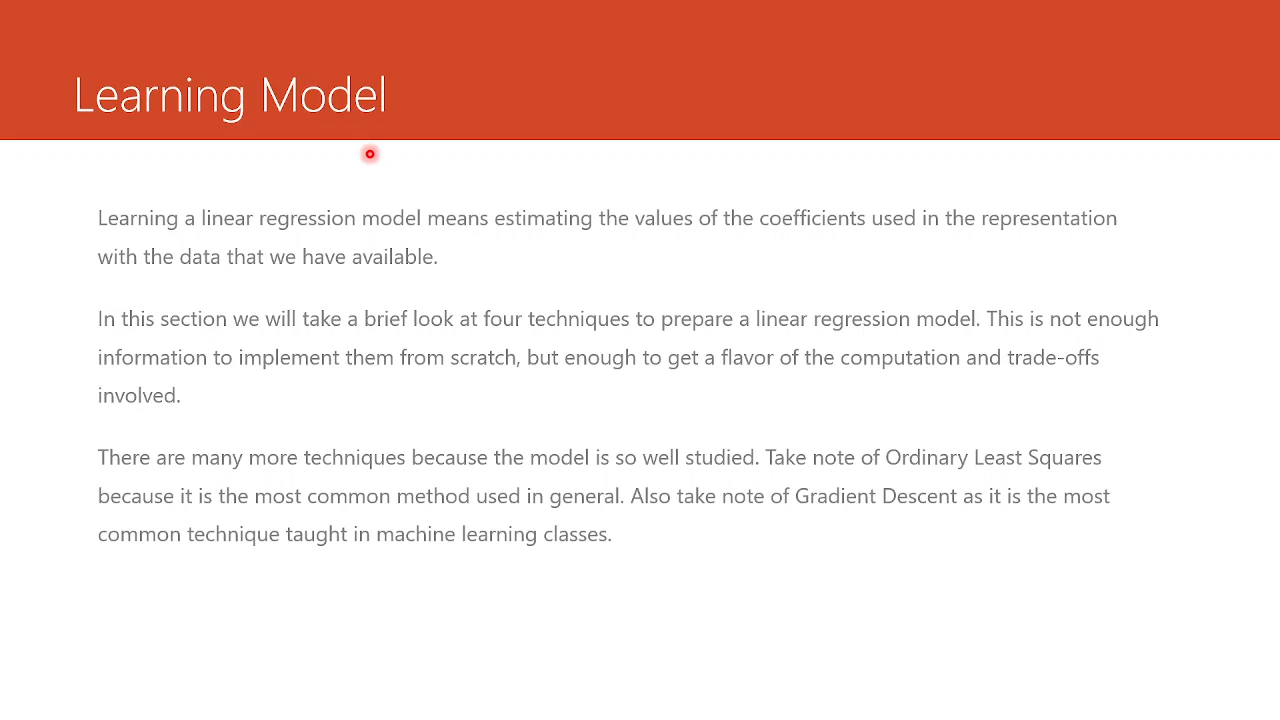 Learning Model
Learning a linear regression model means estimating the values of the coefficients used in the representation
with the data that we have available.
In this section we will take a brief look at four techniques to prepare a linear regression model. This is not enough
information to implement them from scratch, but enough to get a flavor of the computation and trade-offs
involved.
There are many more techniques because the model is so well studied. Take note of Ordinary Least Squares
because it is the most common method used in general. Also take note of Gradient Descent as it is the most
common technique taught in machine learning classes.